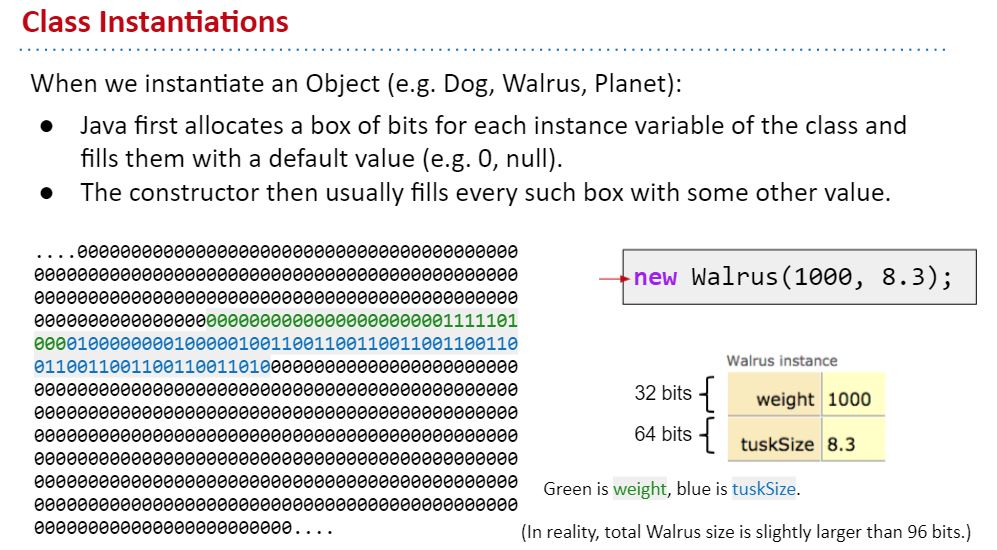 Class Instantiations
When we instantiate an Object (e.g. Dog, Walrus, Planet):
● Java first allocates a box of bits for each instance variable of the class and
fills them with a default value (e.g. 0, null).
● The constructor then usually fills every such box with some other value.
....00000000000000000000000000000000000000000
000000000000000000000000000000000000000000000
000000000000000000000000000000000000000000000
000000000000000000000000000000000000001111101
000010000000010000010011001100110011001100110
011001100110011001101000000000000000000000000
000000000000000000000000000000000000000000000
000000000000000000000000000000000000000000000
000000000000000000000000000000000000000000000
000000000000000000000000000000000000000000000
000000000000000000000000000000000000000000000
000000000000000000000000000000000000000000000
000000000000000000000000....
new Walrus(1000, 8.3);
Walrus instance
32 bits weight 1000
64 bits tuskSize 8.3
Green is weight, blue is tuskSize.
(In reality, total Walrus size is slightly larger than 96 bits.)